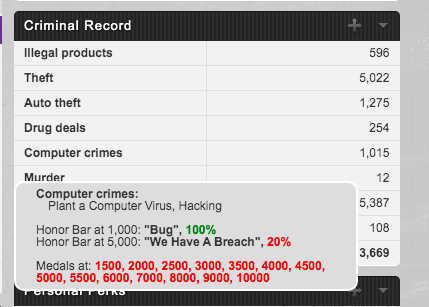 Criminal Record
Illegal products 596
Theft 5,022
Auto theft 1,275
Drug deals 254
Computer crimes 1,015
Murder 12
5,387
108
3,669
Computer crimes:
Plant a Computer Virus, Hacking
Honor Bar at 1,000: "Bug", 100%
Honor Bar at 5,000: "We Have A Breach", 20%
Medals at: 1500, 2000, 2500, 3000, 3500, 4000, 4500,
5000, 5500, 6000, 7000, 8000, 9000, 10000
Personal Perks